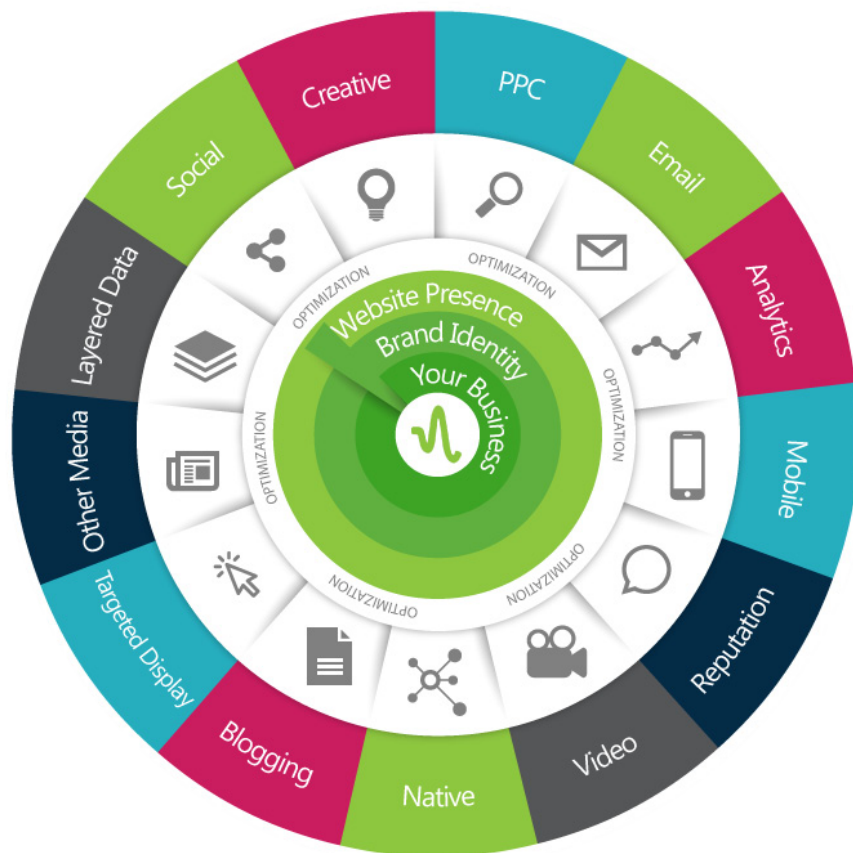 PPC
Email
Analytics
Mobile
Reputation
Video
Native
Blogging
Targeted Display
Other Media
Layered Data
Social
Creative
OPTIMIZATION
OPTIMIZATION
OPTIMIZATION
OPTIMIZATION
OPTIMIZATION
OPTIMIZATION
Website Presence
Brand Identity
Your Business